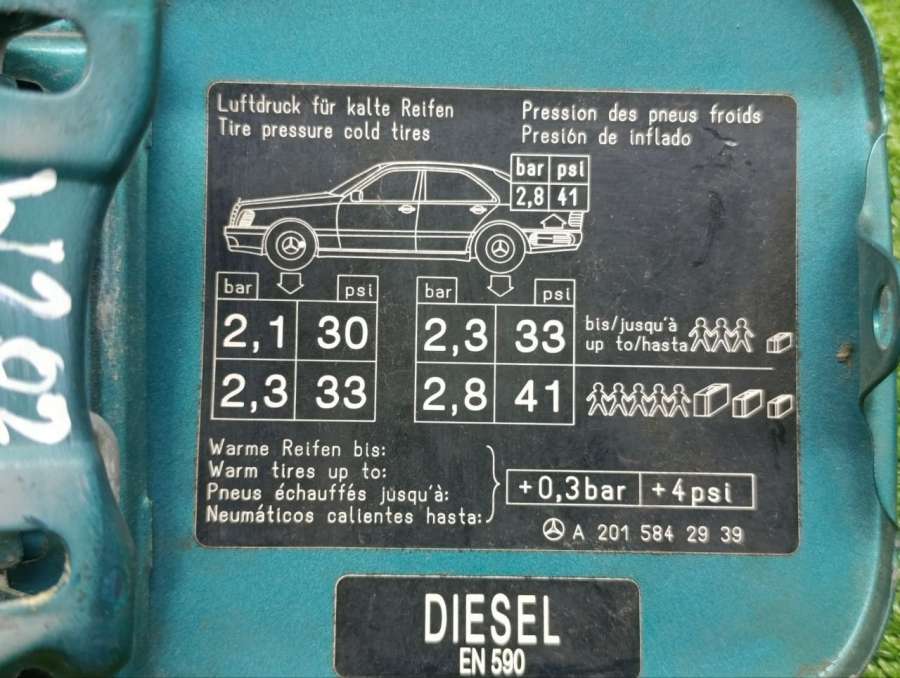 Luftdruck für kalte Reifen
Tire pressure cold tires
Pression des pneus froids
Presión de inflado
bar psi
2,8 41
bar psi
2,1 30
2,3 33
bar psi
2,3 33
2,8 41
bis/jusqu'à
up to/hasta
Warme Reifen bis:
Warm tires up to:
Pneus échauffés jusqu'à:
Neumáticos calientes hasta:
+0,3bar +4psi
A 201 584 29 39
DIESEL
EN 590
W202